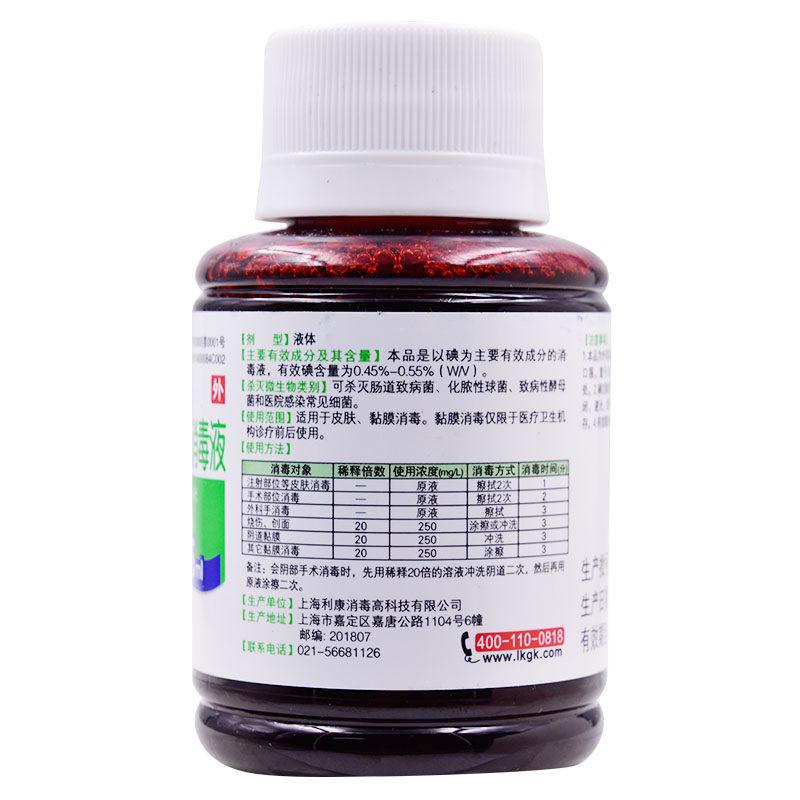 【剂 型】液体
【主要有效成分及其含量】本品是以碘为主要有效成分的消
毒液，有效碘含量为0.45%-0.55%（W/V）。
【杀灭微生物类别】可杀灭肠道致病菌、化脓性球菌、致病性酵母
菌和医院感染常见细菌。
【使用范围】适用于皮肤、黏膜消毒。黏膜消毒仅限于医疗卫生机
构诊疗前后使用。
【使用方法】
消毒对象 稀释倍数 使用浓度(mg/L) 消毒方式 消毒时间(分)
注射部位等皮肤消毒 — 原液 擦拭2次 1
手术部位消毒 — 原液 擦拭2次 2
外科手消毒 — 原液 擦拭 3
烧伤、创面 20 250 涂擦或冲洗 3
阴道黏膜 20 250 冲洗 3
其它黏膜消毒 20 250 涂擦 3
备注：会阴部手术消毒时，先用稀释20倍的溶液冲洗阴道二次，然后再用
原液涂擦二次。
【生产单位】上海利康消毒高科技有限公司
【生产地址】上海市嘉定区嘉唐公路1104号6幢
邮编：201807
【联系电话】021-56681126
400-110-0818
www.lkgk.com
0001号
84C002
外
毒液
生产
生产日
有效期